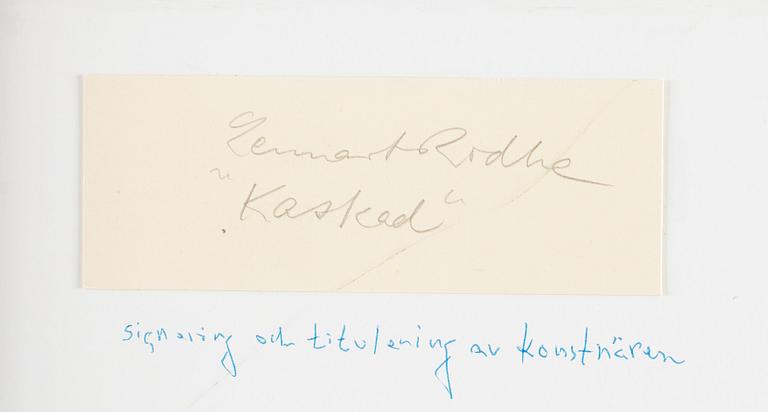 Lennart Rodhe
"Kaskad"
signering och titulering av konstnären